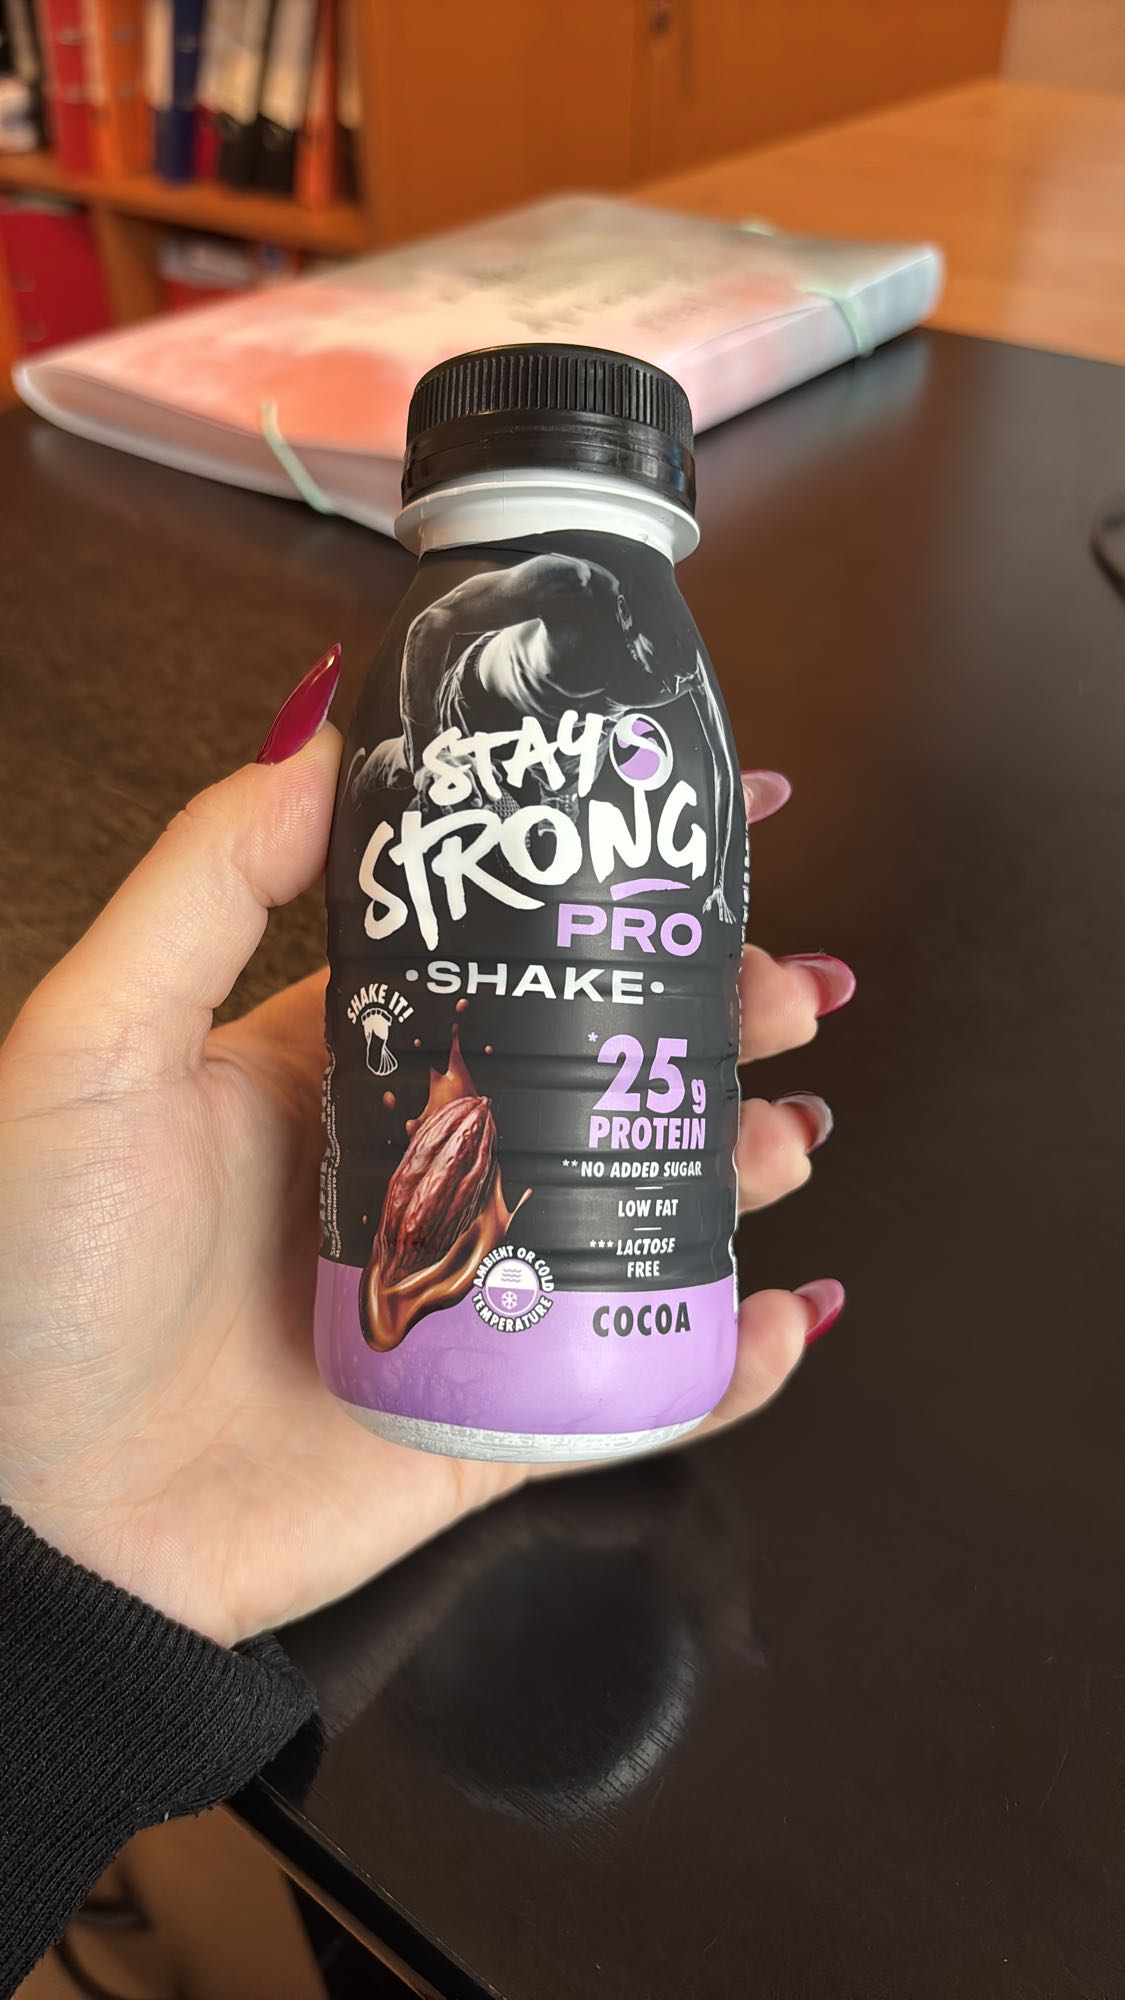 STAY
STRONG
PRO
•SHAKE•
SHAKE IT!
*25g
PROTEIN
**NO ADDED SUGAR
LOW FAT
***LACTOSE
FREE
AMBIENT OR COLD
TEMPERATURE
COCOA